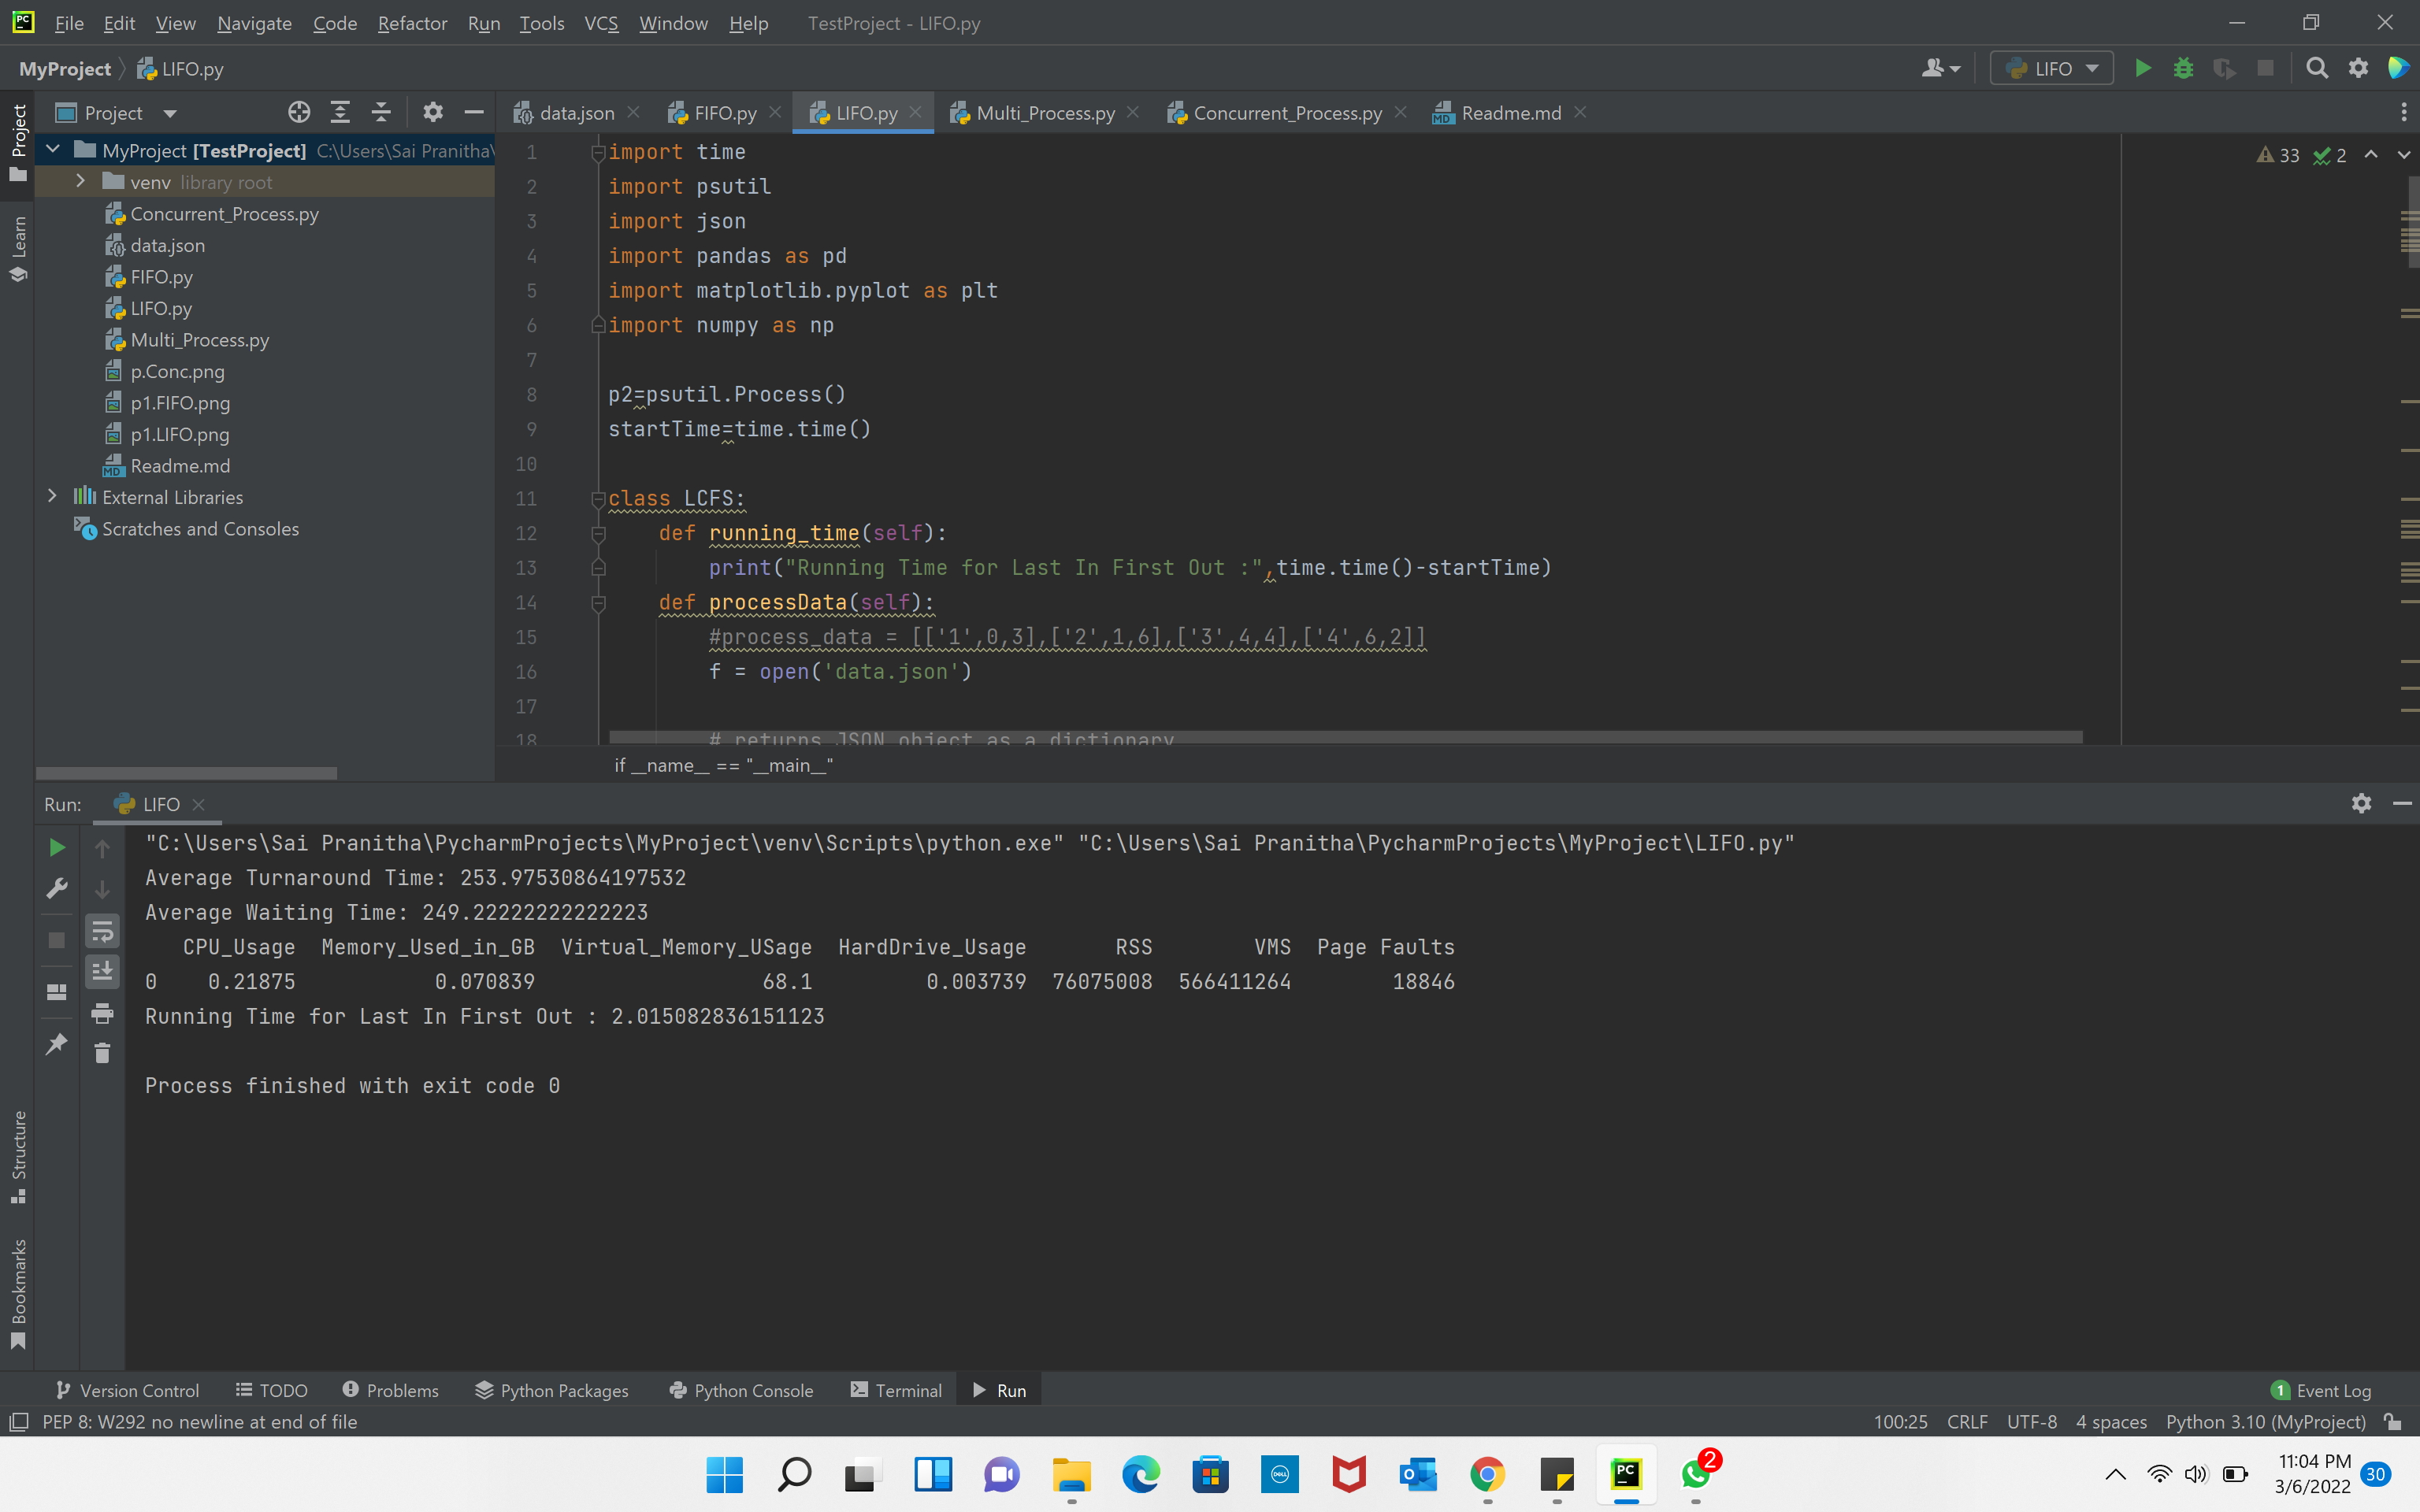 PC File Edit View Navigate Code Refactor Run Tools VCS Window Help TestProject - LIFO.py
MyProject LIFO.py LIFO
Project data.json FIFO.py LIFO.py Multi_Process.py Concurrent_Process.py Readme.md
Project
Learn
Structure
Bookmarks
MyProject [TestProject] C:\Users\Sai Pranitha\
venv library root
Concurrent_Process.py
data.json
FIFO.py
LIFO.py
Multi_Process.py
p.Conc.png
p1.FIFO.png
p1.LIFO.png
MD Readme.md
External Libraries
Scratches and Consoles
33 2
1 import time
2 import psutil
3 import json
4 import pandas as pd
5 import matplotlib.pyplot as plt
6 import numpy as np
7
8 p2=psutil.Process()
9 startTime=time.time()
10
11 class LCFS:
12 def running_time(self):
13 print("Running Time for Last In First Out :",time.time()-startTime)
14 def processData(self):
15 #process_data = [['1',0,3],['2',1,6],['3',4,4],['4',6,2]]
16 f = open('data.json')
17
18 # returns JSON object as a dictionary
if __name__ == "__main__"
Run: LIFO
"C:\Users\Sai Pranitha\PycharmProjects\MyProject\venv\Scripts\python.exe" "C:\Users\Sai Pranitha\PycharmProjects\MyProject\LIFO.py"
Average Turnaround Time: 253.97530864197532
Average Waiting Time: 249.22222222222223
CPU_Usage Memory_Used_in_GB Virtual_Memory_USage HardDrive_Usage RSS VMS Page Faults
0 0.21875 0.070839 68.1 0.003739 76075008 566411264 18846
Running Time for Last In First Out : 2.015082836151123
Process finished with exit code 0
Version Control TODO Problems Python Packages Python Console Terminal Run 1 Event Log
PEP 8: W292 no newline at end of file 100:25 CRLF UTF-8 4 spaces Python 3.10 (MyProject)
DELL PC 2
11:04 PM
3/6/2022 30